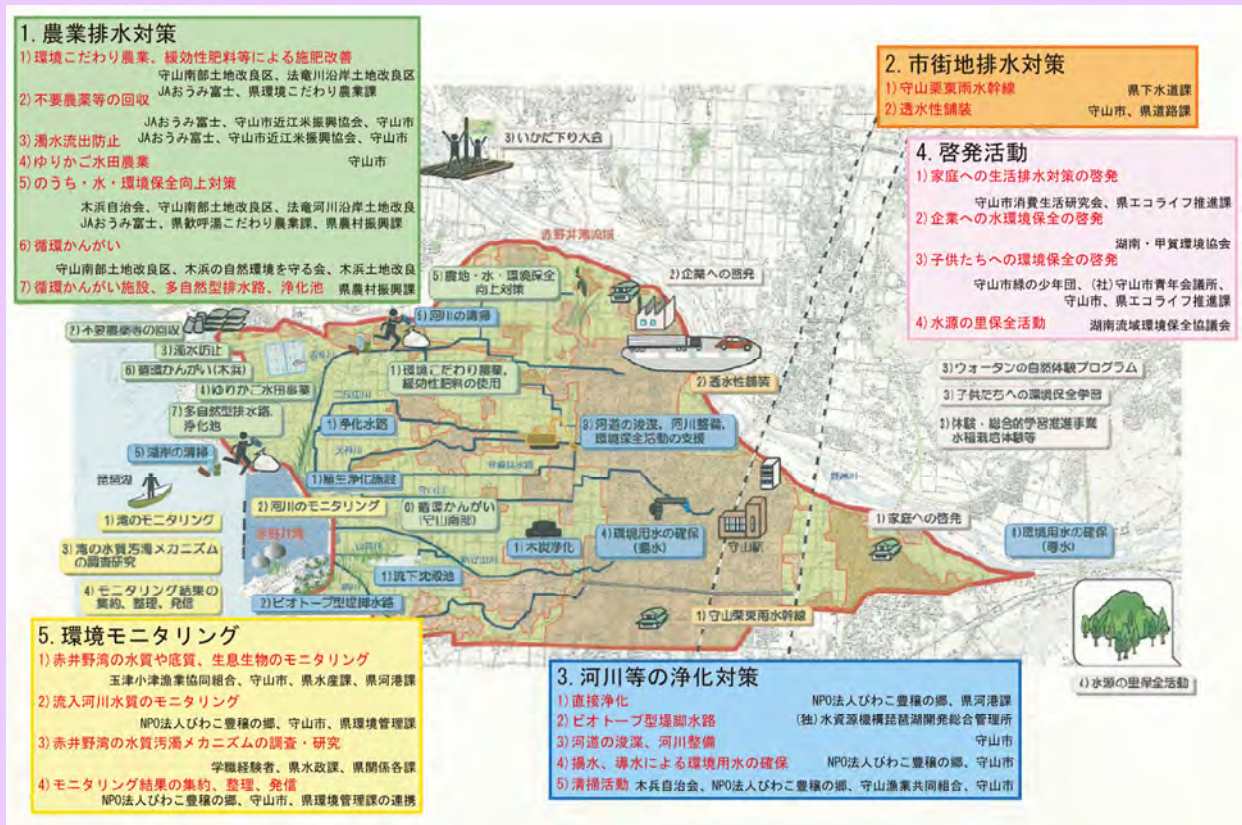 1. 農業排水対策
1)環境こだわり農業、緩効性肥料等による施肥改善
守山南部土地改良区、法竜川沿岸土地改良区
JAおうみ富士、県環境こだわり農業課
2)不要農薬等の回収
JAおうみ富士、守山市近江米振興協会、守山市
3)濁水流出防止 JAおうみ富士、守山市近江米振興協会、守山市
4)ゆりかご水田農業 守山市
5)のうち・水・環境保全向上対策
木浜自治会、守山南部土地改良区、法竜河川沿岸土地改良
JAおうみ富士、県歓呼湯こだわり農業課、県農村振興課
6)循環かんがい
守山南部土地改良区、木浜の自然環境を守る会、木浜土地改良
7)循環かんがい施設、多自然型排水路、浄化池 県農村振興課
2. 市街地排水対策
1)守山栗東雨水幹線 県下水道課
2)透水性舗装 守山市、県道路課
4. 啓発活動
1)家庭への生活排水対策の啓発
守山市消費生活研究会、県エコライフ推進課
2)企業への水環境保全の啓発
湖南・甲賀環境協会
3)子供たちへの環境保全の啓発
守山市緑の少年団、(社)守山市青年会議所、
守山市、県エコライフ推進課
4)水源の里保全活動 湖南流域環境保全協議会
3)いかだ下り大会
赤野井湾流域
5)農地・水・環境保全
向上対策
2)企業への啓発
5)河川の清掃
2)不要農薬等の回収
3)濁水防止
6)循環かんがい(木浜)
4)ゆりかご水田事業
7)多自然型排水路、
浄化池
1)環境こだわり農業、
緩効性肥料の使用
2)透水性舗装
3)ウォータンの自然体験プログラム
3)子供たちへの環境保全学習
3)体験・総合的学習推進事業
水稲栽培体験等
1)浄化水路
3)河道の浚渫、河川整備、
環境保全活動の支援
5)湖岸の清掃
琵琶湖
1)植生浄化施設
野洲川
1)湾のモニタリング
2)河川のモニタリング
6)循環かんがい
(守山南部)
赤野井湾
1)木炭浄化
4)環境用水の確保
(揚水)
守山駅
1)家庭への啓発
4)環境用水の確保
(導水)
3)湾の水質汚濁メカニズム
の調査研究
1)流下沈殿池
4)モニタリング結果の
集約、整理、発信
2)ビオトープ型堤脚水路
1)守山栗東雨水幹線
4)水源の里保全活動
5. 環境モニタリング
1)赤井野湾の水質や底質、生息生物のモニタリング
玉津小津漁業協同組合、守山市、県水産課、県河港課
2)流入河川水質のモニタリング
NPO法人びわこ豊穣の郷、守山市、県環境管理課
3)赤井野湾の水質汚濁メカニズムの調査・研究
学職経験者、県水政課、県関係各課
4)モニタリング結果の集約、整理、発信
NPO法人びわこ豊穣の郷、守山市、県環境管理課の連携
3. 河川等の浄化対策
1)直接浄化 NPO法人びわこ豊穣の郷、県河港課
2)ビオトープ型堤脚水路 (独)水資源機構琵琶湖開発総合管理所
3)河道の浚渫、河川整備 守山市
4)揚水、導水による環境用水の確保 NPO法人びわこ豊穣の郷、守山市
5)清掃活動 木兵自治会、NPO法人びわこ豊穣の郷、守山漁業共同組合、守山市